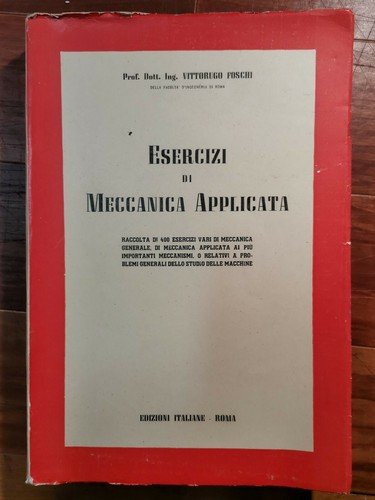 Prof. Dott. Ing. VITTORUGO FOSCHI
DELLA FACOLTA' D'INGEGNERIA DI ROMA
ESERCIZI
DI
MECCANICA APPLICATA
RACCOLTA DI 400 ESERCIZI VARI DI MECCANICA
GENERALE, DI MECCANICA APPLICATA AI PIÙ
IMPORTANTI MECCANISMI, O RELATIVI A PRO-
BLEMI GENERALI DELLO STUDIO DELLE MACCHINE
EDIZIONI ITALIANE - ROMA